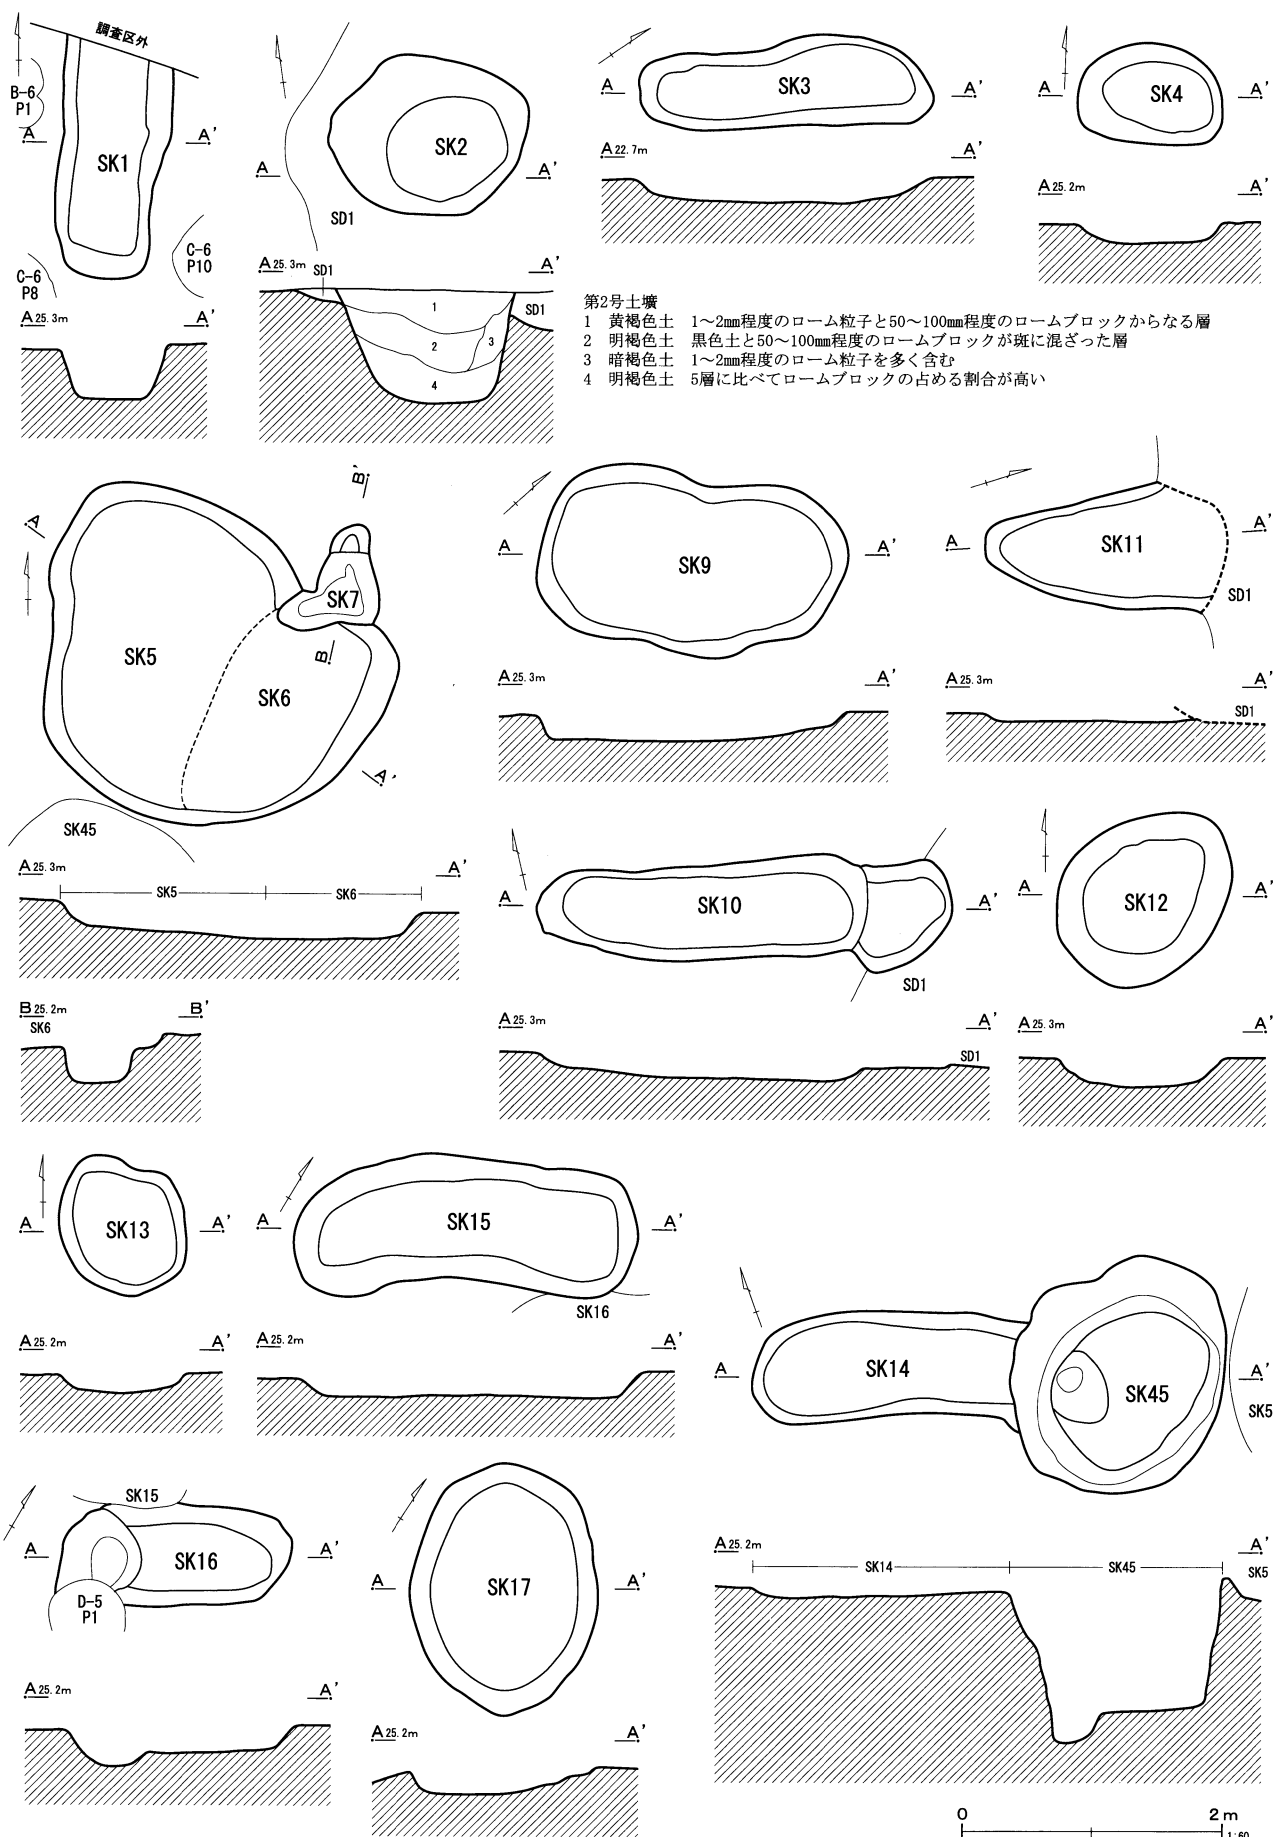 調査区外
B-6
P1
A A'
SK1
C-6
P10
C-6
P8
A 25.3m A'
SK2
A A'
SD1
A 25.3m A'
SD1
1
2
3
4
SD1
SK3
A A'
A 22.7m A'
SK4
A A'
A 25.2m A'
第2号土壙
1 黄褐色土 1～2mm程度のローム粒子と50～100mm程度のロームブロックからなる層
2 明褐色土 黒色土と50～100mm程度のロームブロックが斑に混ざった層
3 暗褐色土 1～2mm程度のローム粒子を多く含む
4 明褐色土 5層に比べてロームブロックの占める割合が高い
B'
A
SK7
B
SK5
SK6
A'
SK45
A 25.3m A'
SK5 SK6
B 25.2m B'
SK6
A A'
SK9
A 25.3m A'
A A'
SK11
SD1
A 25.3m A'
SD1
A A'
SK10
SD1
A 25.3m A'
SD1
A A'
SK12
A 25.3m A'
A A'
SK13
A 25.2m A'
A A'
SK15
SK16
A 25.2m A'
A A'
SK14
SK45
SK5
A 25.2m A'
SK14 SK45 SK5
SK15
A A'
SK16
D-5
P1
A 25.2m A'
A A'
SK17
A 25.2m A'
0 2m
1:60